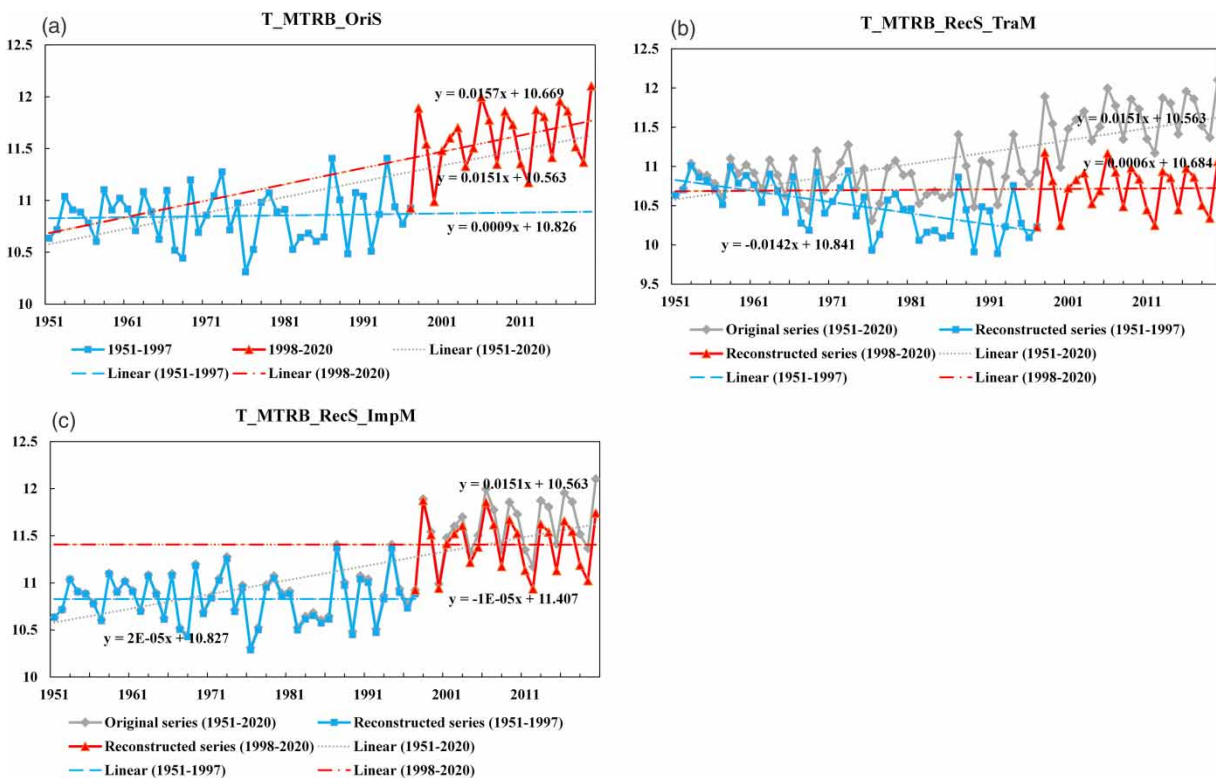 (a)
T_MTRB_OriS
12.5
12
11.5
11
10.5
10
y = 0.0157x + 10.669
y = 0.0151x + 10.563
y = 0.0009x + 10.826
1951 1961 1971 1981 1991 2001 2011
1951-1997 1998-2020 Linear (1951-2020)
Linear (1951-1997) Linear (1998-2020)
(b)
T_MTRB_RecS_TraM
12.5
12
11.5
11
10.5
10
9.5
y = 0.0151x + 10.563
y = 0.0006x + 10.684
y = -0.0142x + 10.841
1951 1961 1971 1981 1991 2001 2011
Original series (1951-2020) Reconstructed series (1951-1997)
Reconstructed series (1998-2020) Linear (1951-2020)
Linear (1951-1997) Linear (1998-2020)
(c)
T_MTRB_RecS_ImpM
12.5
12
11.5
11
10.5
10
y = 0.0151x + 10.563
y = -1E-05x + 11.407
y = 2E-05x + 10.827
1951 1961 1971 1981 1991 2001 2011
Original series (1951-2020) Reconstructed series (1951-1997)
Reconstructed series (1998-2020) Linear (1951-2020)
Linear (1951-1997) Linear (1998-2020)